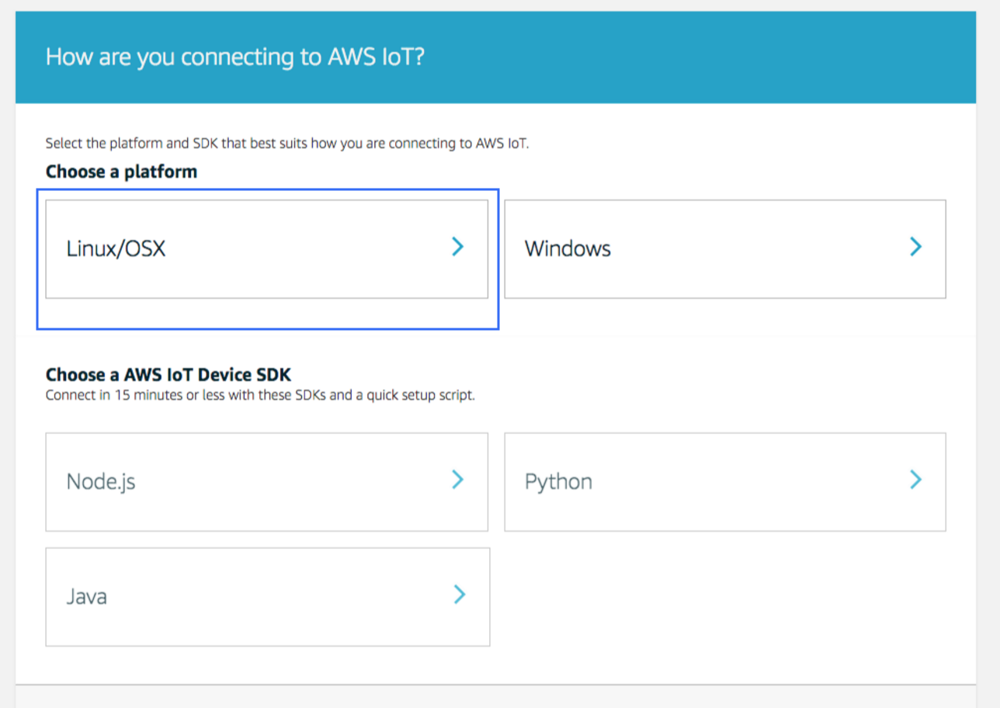 How are you connecting to AWS IoT?
Select the platform and SDK that best suits how you are connecting to AWS IoT.
Choose a platform
Linux/OSX
Windows
Choose a AWS IoT Device SDK
Connect in 15 minutes or less with these SDKs and a quick setup script.
Node.js
Python
Java